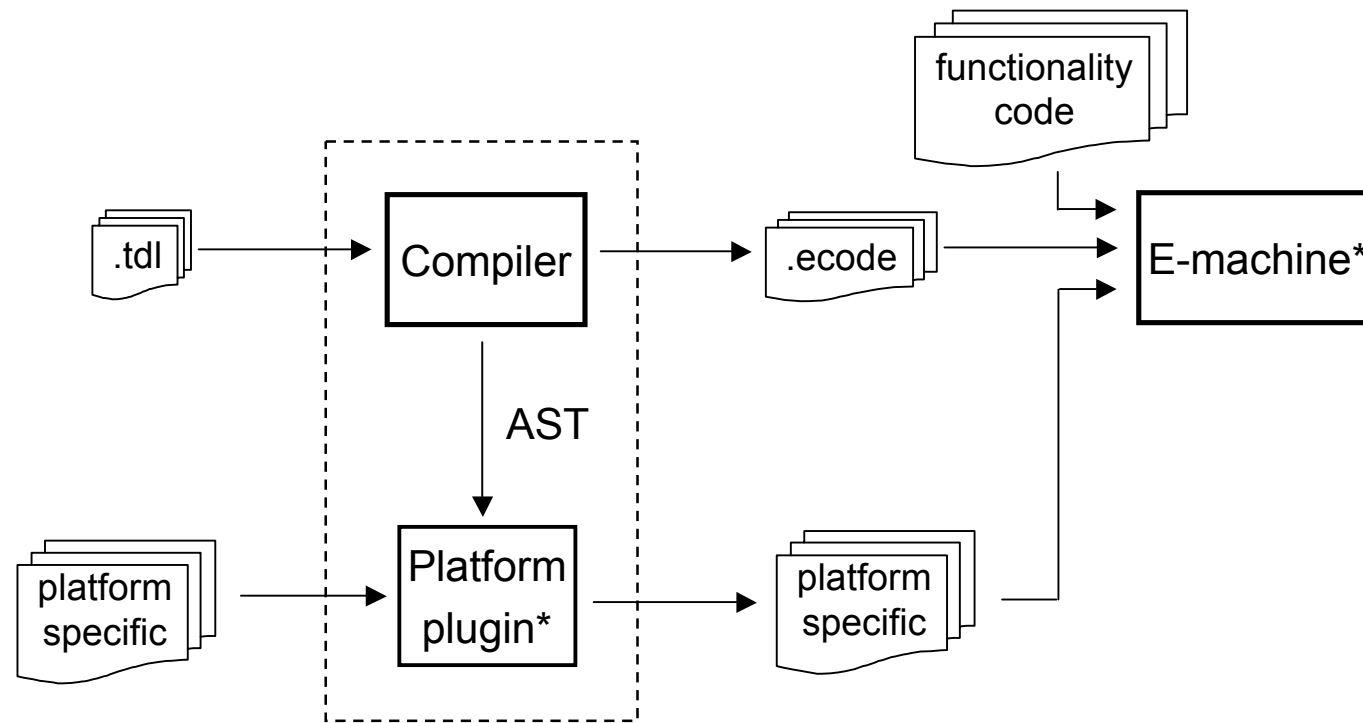 functionality
code
.tdl
Compiler
.ecode
E-machine*
AST
platform
specific
Platform
plugin*
platform
specific